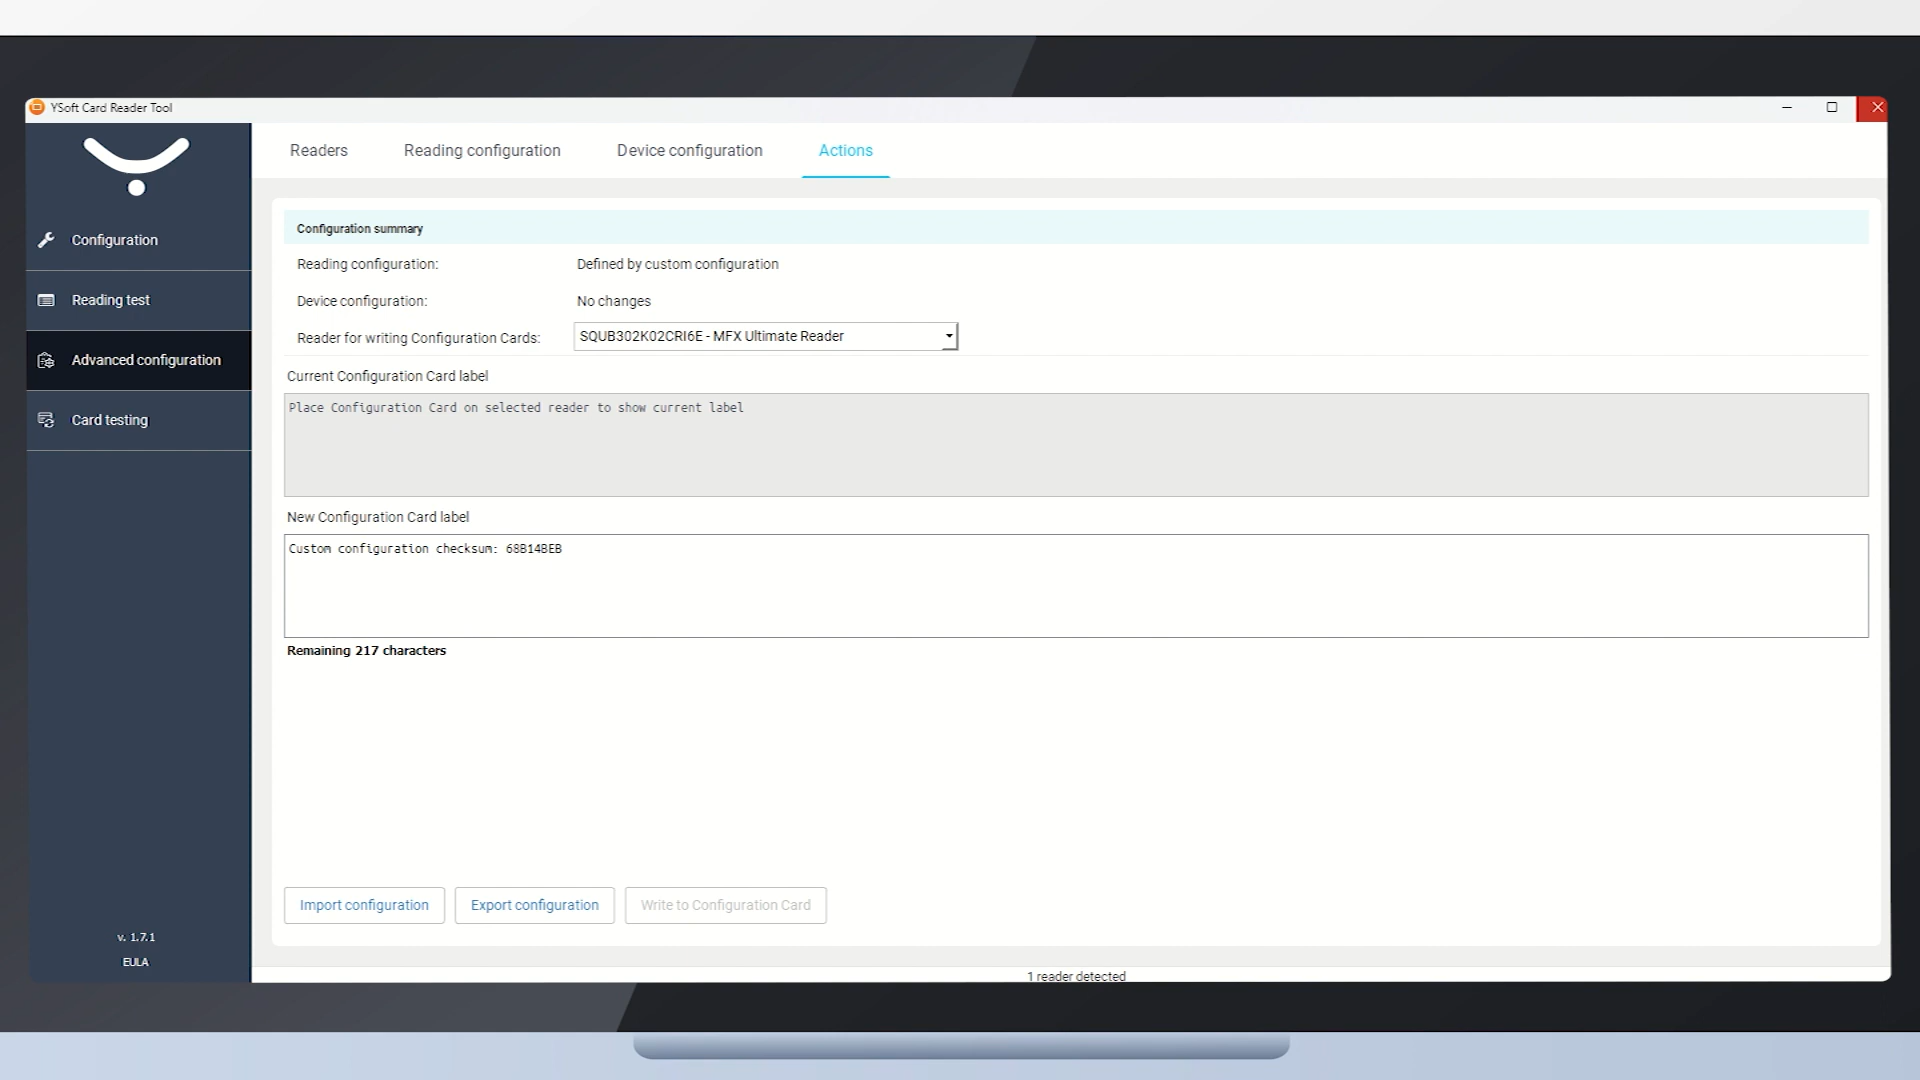 YSoft Card Reader Tool
Readers
Reading configuration
Device configuration
Actions
Configuration
Reading test
Advanced configuration
Card testing
Configuration summary
Reading configuration:
Defined by custom configuration
Device configuration:
No changes
Reader for writing Configuration Cards:
SQUB302K02CRI6E - MFX Ultimate Reader
Current Configuration Card label
Place Configuration Card on selected reader to show current label
New Configuration Card label
Custom configuration checksum: 68B14BEB
Remaining 217 characters
Import configuration
Export configuration
Write to Configuration Card
v. 1.7.1
EULA
1 reader detected